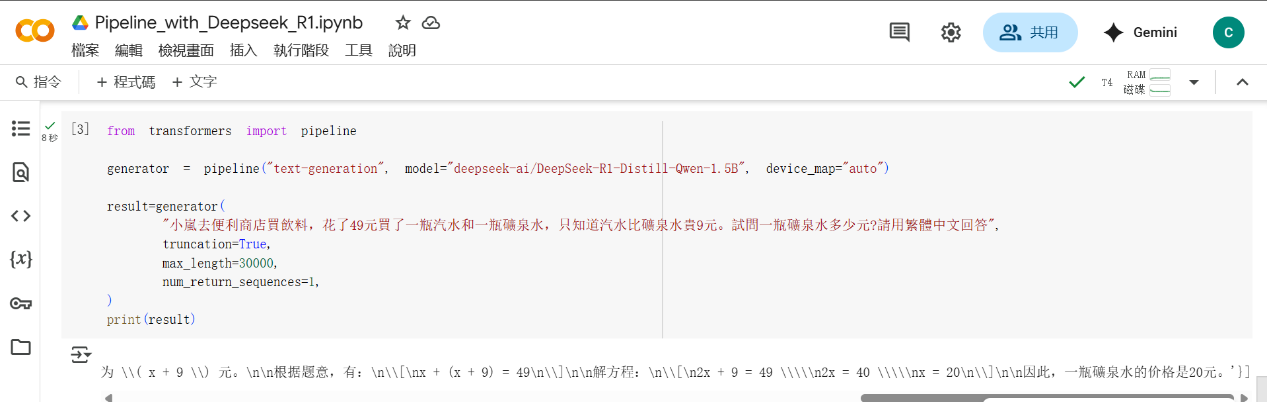 CO Pipeline_with_Deepseek_R1.ipynb
檔案 編輯 檢視畫面 插入 執行階段 工具 說明
共用 Gemini C
指令 + 程式碼 + 文字
T4 RAM
磁碟
[3] from transformers import pipeline
8 秒
generator = pipeline("text-generation", model="deepseek-ai/DeepSeek-R1-Distill-Qwen-1.5B", device_map="auto")
result=generator(
"小嵐去便利商店買飲料，花了49元買了一瓶汽水和一瓶礦泉水，只知道汽水比礦泉水貴9元。試問一瓶礦泉水多少元?請用繁體中文回答",
truncation=True,
max_length=30000,
num_return_sequences=1,
)
print(result)
{x}
为 \\( x + 9 \\) 元。\n\n根据题意，有：\n\\[\nx + (x + 9) = 49\n\\]\n\n解方程：\n\\[\n2x + 9 = 49 \\\\\n2x = 40 \\\\\nx = 20\n\\]\n\n因此，一瓶礦泉水的价格是20元。'}]